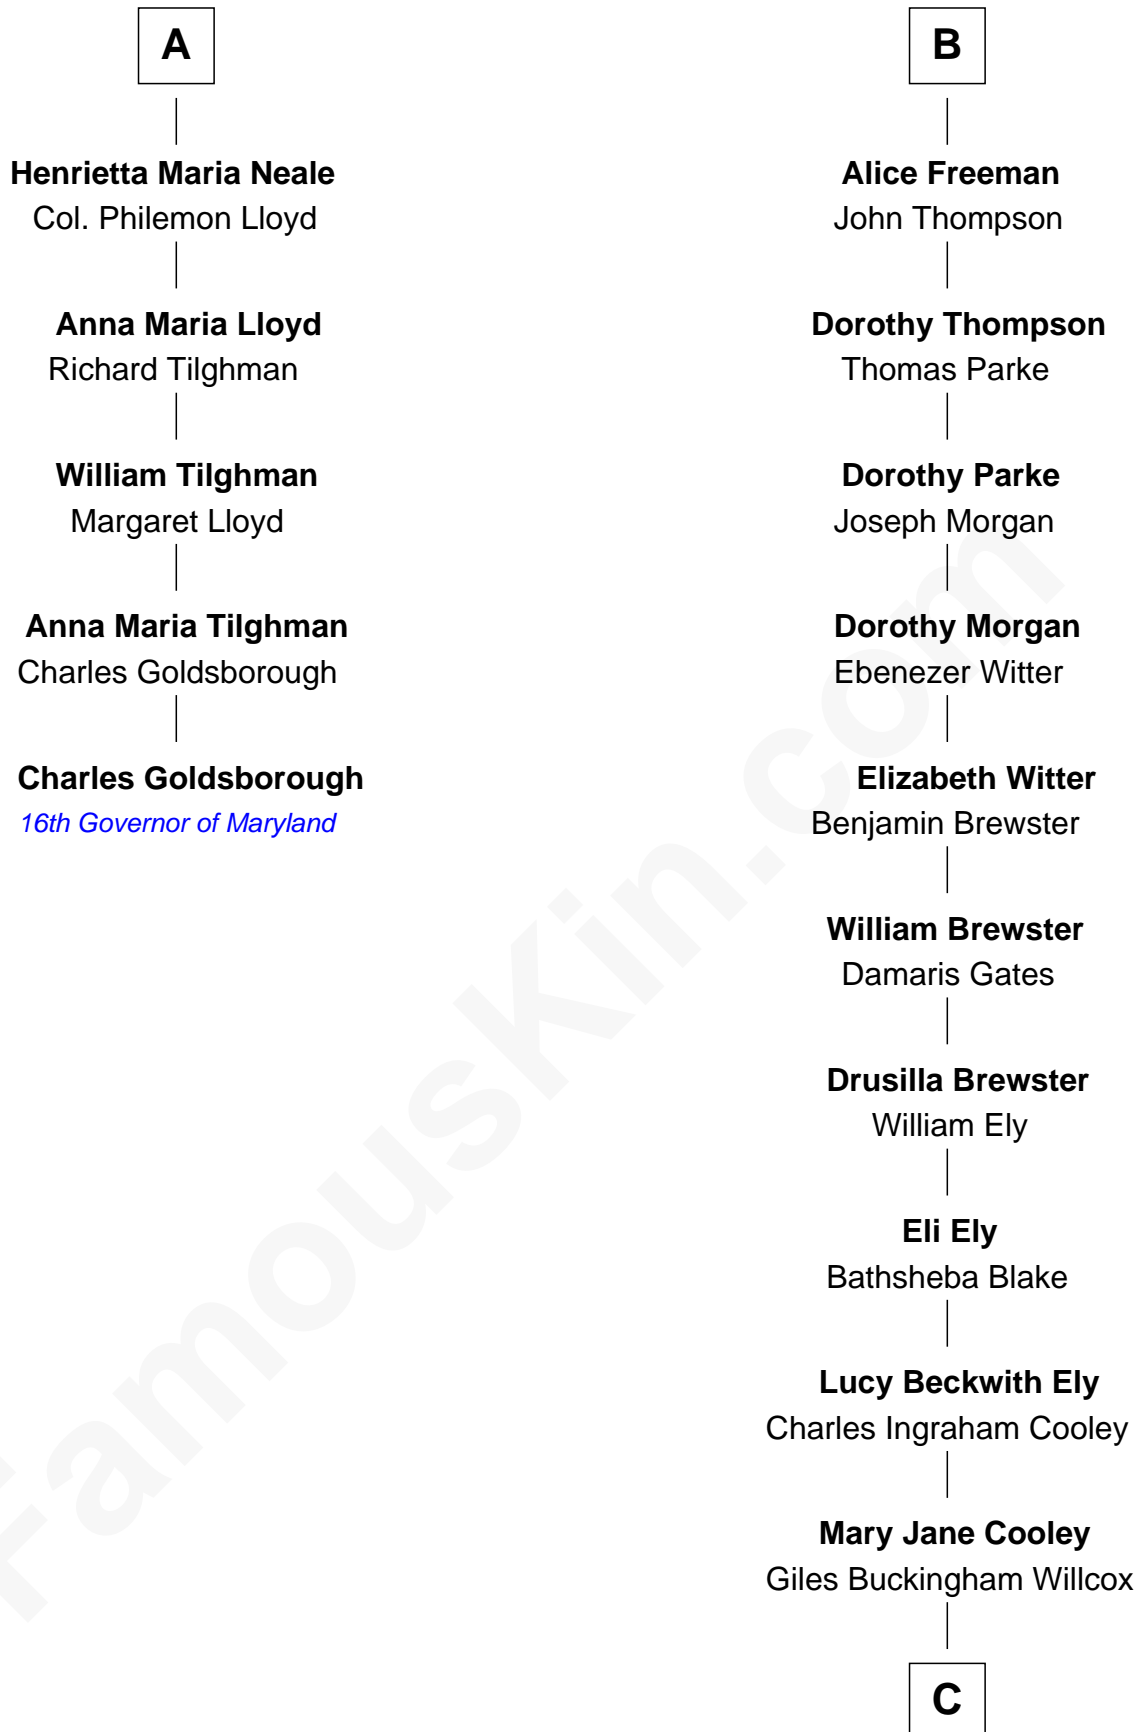 A
Henrietta Maria Neale
Col. Philemon Lloyd
Anna Maria Lloyd
Richard Tilghman
William Tilghman
Margaret Lloyd
Anna Maria Tilghman
Charles Goldsborough
Charles Goldsborough
16th Governor of Maryland
B
Alice Freeman
John Thompson
Dorothy Thompson
Thomas Parke
Dorothy Parke
Joseph Morgan
Dorothy Morgan
Ebenezer Witter
Elizabeth Witter
Benjamin Brewster
William Brewster
Damaris Gates
Drusilla Brewster
William Ely
Eli Ely
Bathsheba Blake
Lucy Beckwith Ely
Charles Ingraham Cooley
Mary Jane Cooley
Giles Buckingham Willcox
C
FamousKin.com